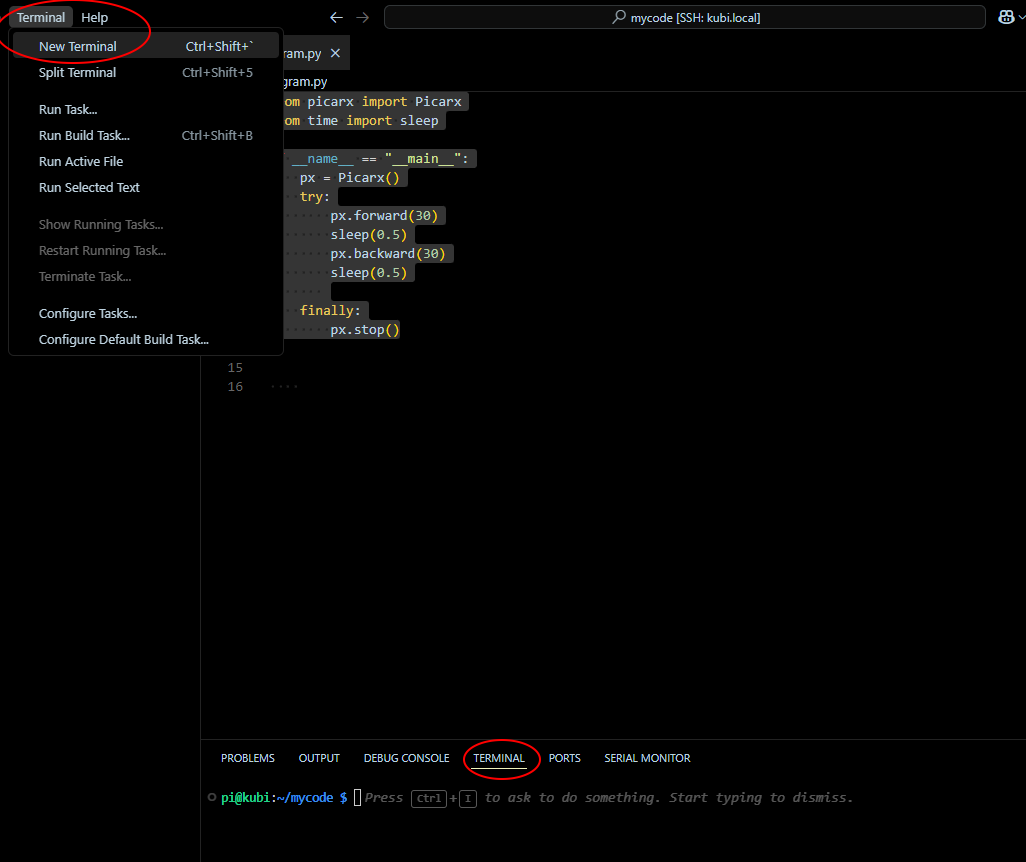 Terminal Help
mycode [SSH: kubi.local]
New Terminal Ctrl+Shift+`
Split Terminal Ctrl+Shift+5
Run Task...
Run Build Task... Ctrl+Shift+B
Run Active File
Run Selected Text
Show Running Tasks...
Restart Running Task...
Terminate Task...
Configure Tasks...
Configure Default Build Task...
ram.py
gram.py
om picarx import Picarx
om time import sleep
__name__ == "__main__":
px = Picarx()
try:
px.forward(30)
sleep(0.5)
px.backward(30)
sleep(0.5)
finally:
px.stop()
15
16
PROBLEMS OUTPUT DEBUG CONSOLE TERMINAL PORTS SERIAL MONITOR
pi@kubi:~/mycode $ Press Ctrl+I to ask to do something. Start typing to dismiss.